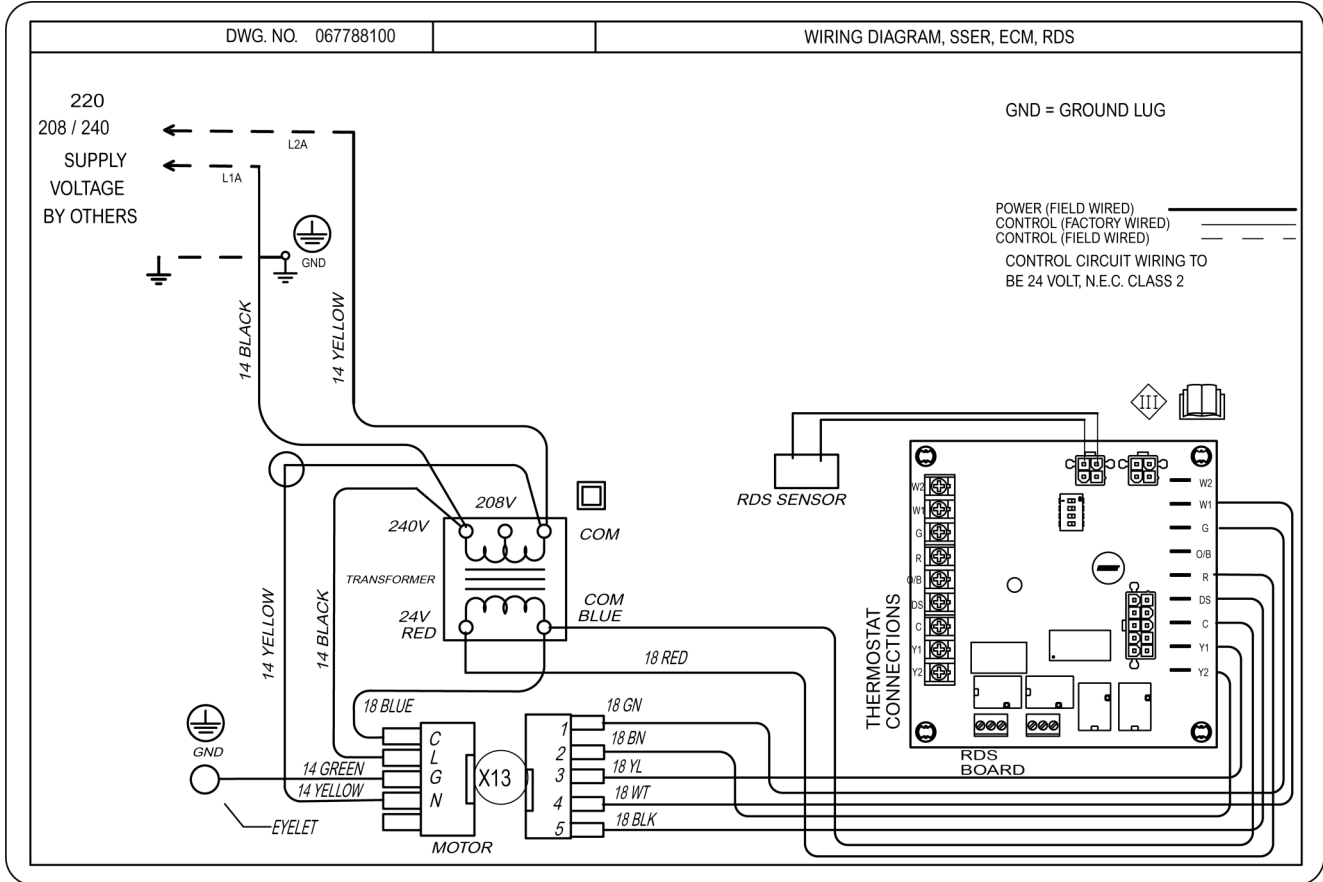 DWG. NO. 067788100
WIRING DIAGRAM, SSER, ECM, RDS
220
208 / 240
SUPPLY
VOLTAGE
BY OTHERS
L2A
L1A
GND
GND = GROUND LUG
POWER (FIELD WIRED)
CONTROL (FACTORY WIRED)
CONTROL (FIELD WIRED)
CONTROL CIRCUIT WIRING TO
BE 24 VOLT, N.E.C. CLASS 2
14 BLACK
14 YELLOW
III
RDS SENSOR
208V
240V
COM
TRANSFORMER
24V
RED
COM
BLUE
14 YELLOW
14 BLACK
18 RED
18 BLUE
THERMOSTAT
CONNECTIONS
W2
W1
G
R
O/B
DS
C
Y1
Y2
W2
W1
G
O/B
R
DS
C
Y1
Y2
RDS
BOARD
GND
14 GREEN
14 YELLOW
EYELET
C
L
G
N
X13
MOTOR
1
2
3
4
5
18 GN
18 BN
18 YL
18 WT
18 BLK